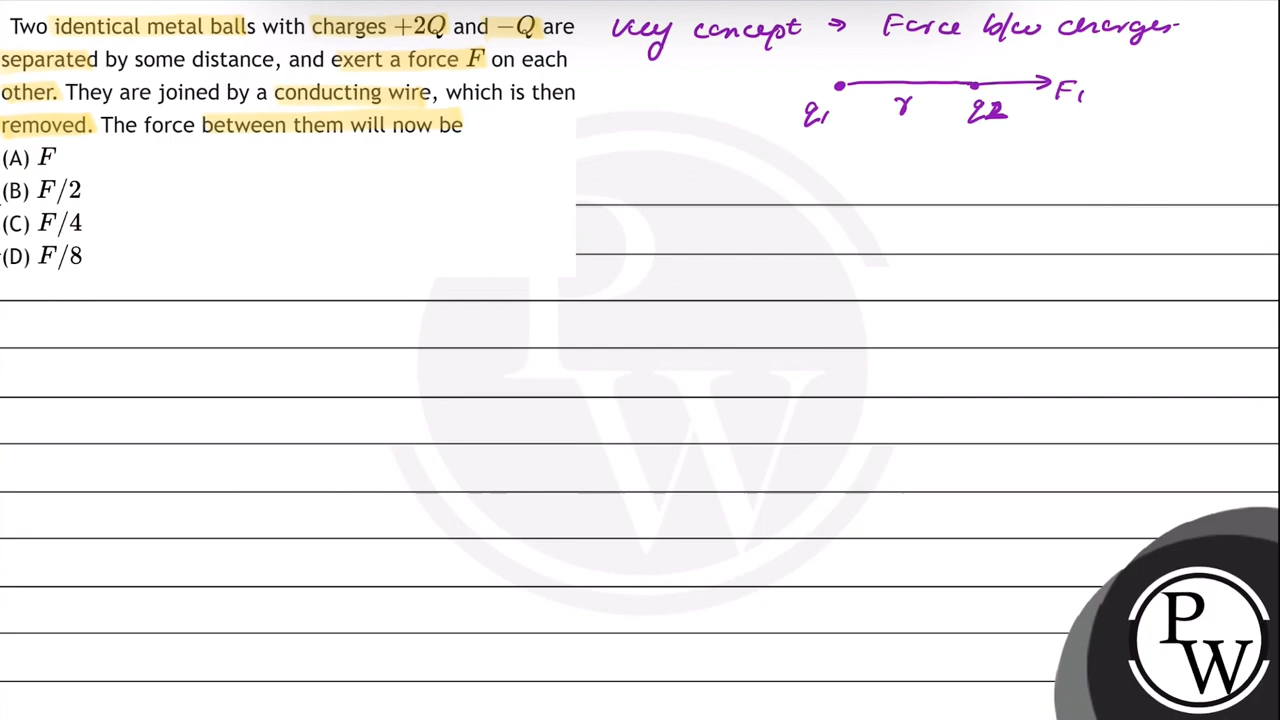 Two identical metal balls with charges +2Q and −Q are
separated by some distance, and exert a force F on each
other. They are joined by a conducting wire, which is then
removed. The force between them will now be
(A) F
(B) F/2
(C) F/4
(D) F/8
Key concept → Force b/w charges-
q1 r q2 F1
P
W
P
W